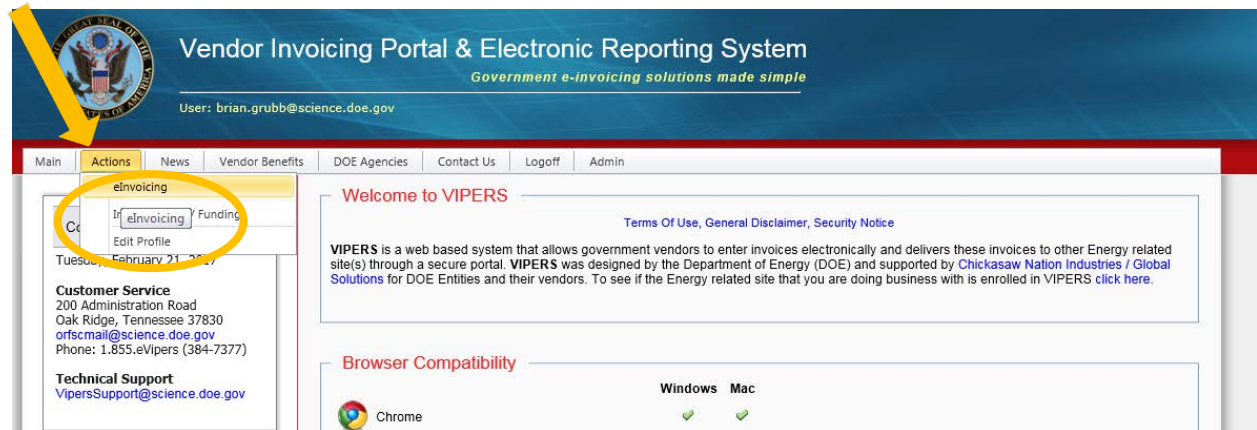 Vendor Invoicing Portal & Electronic Reporting System
Government e-invoicing solutions made simple
User: brian.grubb@science.doe.gov
Main Actions News Vendor Benefits DOE Agencies Contact Us Logoff Admin
eInvoicing
eInvoicing / Funding
Edit Profile
Tuesday, February 21, 2017
Customer Service
200 Administration Road
Oak Ridge, Tennessee 37830
orfscmail@science.doe.gov
Phone: 1.855.eVipers (384-7377)
Technical Support
VipersSupport@science.doe.gov
Welcome to VIPERS
Terms Of Use, General Disclaimer, Security Notice
VIPERS is a web based system that allows government vendors to enter invoices electronically and delivers these invoices to other Energy related
site(s) through a secure portal. VIPERS was designed by the Department of Energy (DOE) and supported by Chickasaw Nation Industries / Global
Solutions for DOE Entities and their vendors. To see if the Energy related site that you are doing business with is enrolled in VIPERS click here.
Browser Compatibility
Windows Mac
Chrome